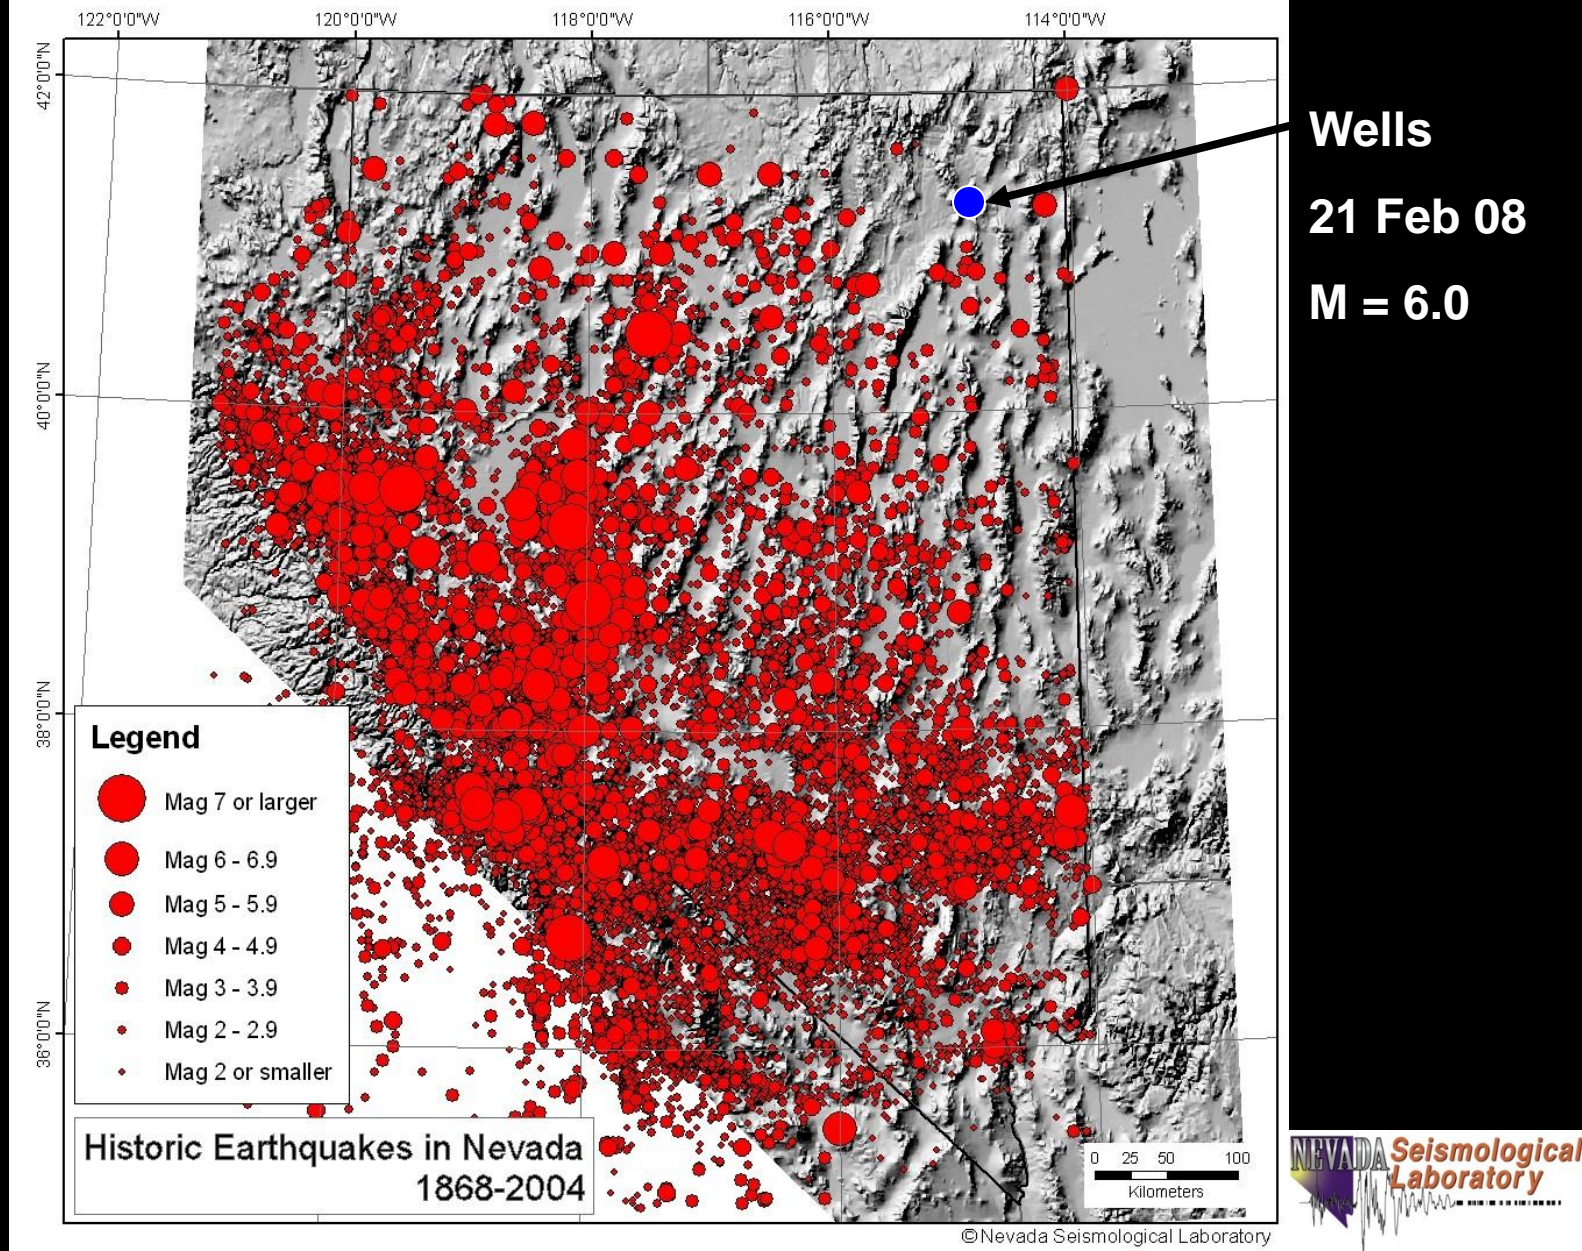 122°0'0"W 120°0'0"W 118°0'0"W 116°0'0"W 114°0'0"W
42°0'0"N
40°0'0"N
38°0'0"N
36°0'0"N
Wells
21 Feb 08
M = 6.0
Legend
Mag 7 or larger
Mag 6 - 6.9
Mag 5 - 5.9
Mag 4 - 4.9
Mag 3 - 3.9
Mag 2 - 2.9
Mag 2 or smaller
Historic Earthquakes in Nevada
1868-2004
0 25 50 100
Kilometers
©Nevada Seismological Laboratory
NEVADA Seismological
Laboratory